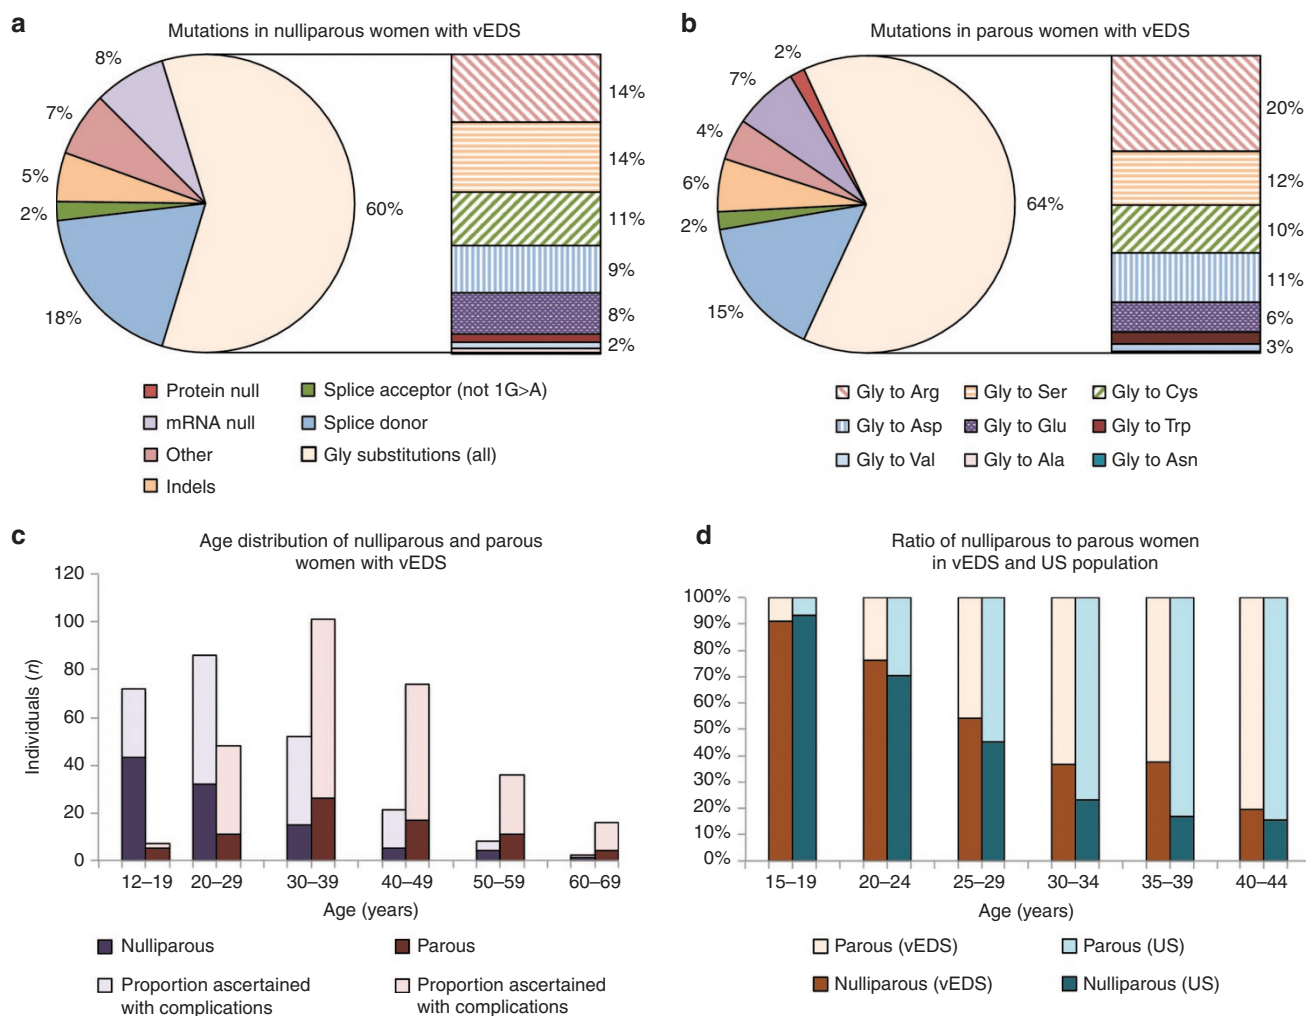 a
Mutations in nulliparous women with vEDS
8%
7%
5%
2%
18%
60%
14%
14%
11%
9%
8%
2%
Protein null
mRNA null
Other
Indels
Splice acceptor (not 1G>A)
Splice donor
Gly substitutions (all)
b
Mutations in parous women with vEDS
2%
7%
4%
6%
2%
15%
64%
20%
12%
10%
11%
6%
3%
Gly to Arg
Gly to Ser
Gly to Cys
Gly to Asp
Gly to Glu
Gly to Trp
Gly to Val
Gly to Ala
Gly to Asn
c
Age distribution of nulliparous and parous
women with vEDS
Individuals (n)
120
100
80
60
40
20
0
12–19
20–29
30–39
40–49
50–59
60–69
Age (years)
Nulliparous
Parous
Proportion ascertained
with complications
Proportion ascertained
with complications
d
Ratio of nulliparous to parous women
in vEDS and US population
100%
90%
80%
70%
60%
50%
40%
30%
20%
10%
0%
15–19
20–24
25–29
30–34
35–39
40–44
Age (years)
Parous (vEDS)
Parous (US)
Nulliparous (vEDS)
Nulliparous (US)